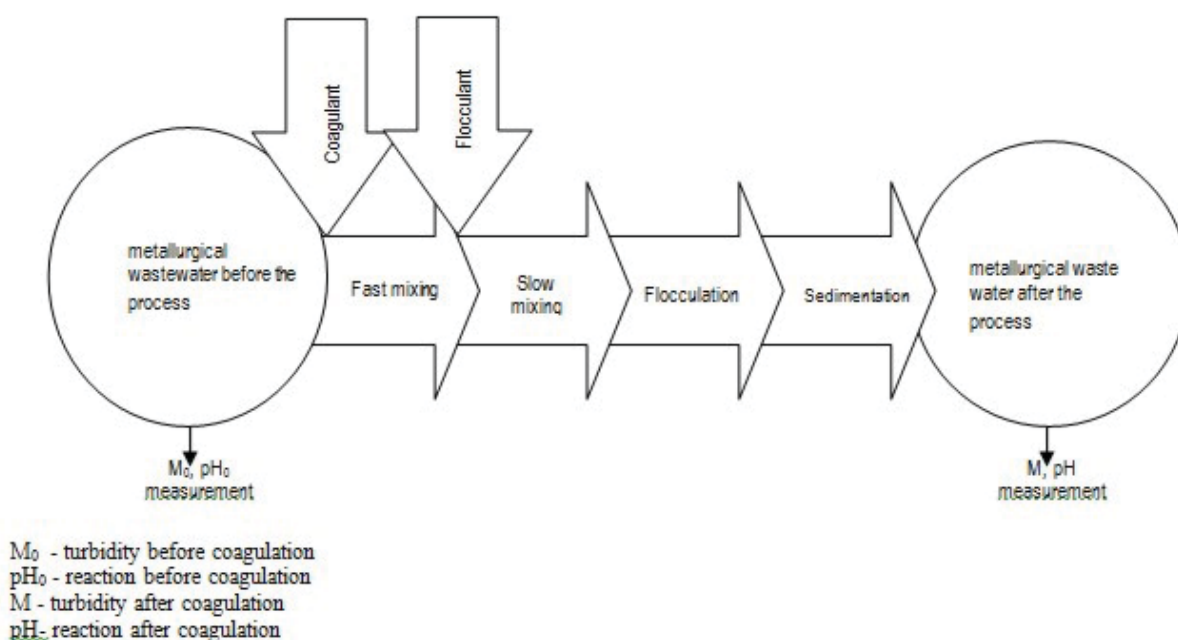 Coagulant
Flocculant
metallurgical
wastewater before the
process
Fast mixing
Slow
mixing
Flocculation
Sedimentation
metallurgical waste
water after the
process
M₀, pH₀
measurement
M, pH
measurement
M₀ - turbidity before coagulation
pH₀ - reaction before coagulation
M - turbidity after coagulation
pH- reaction after coagulation